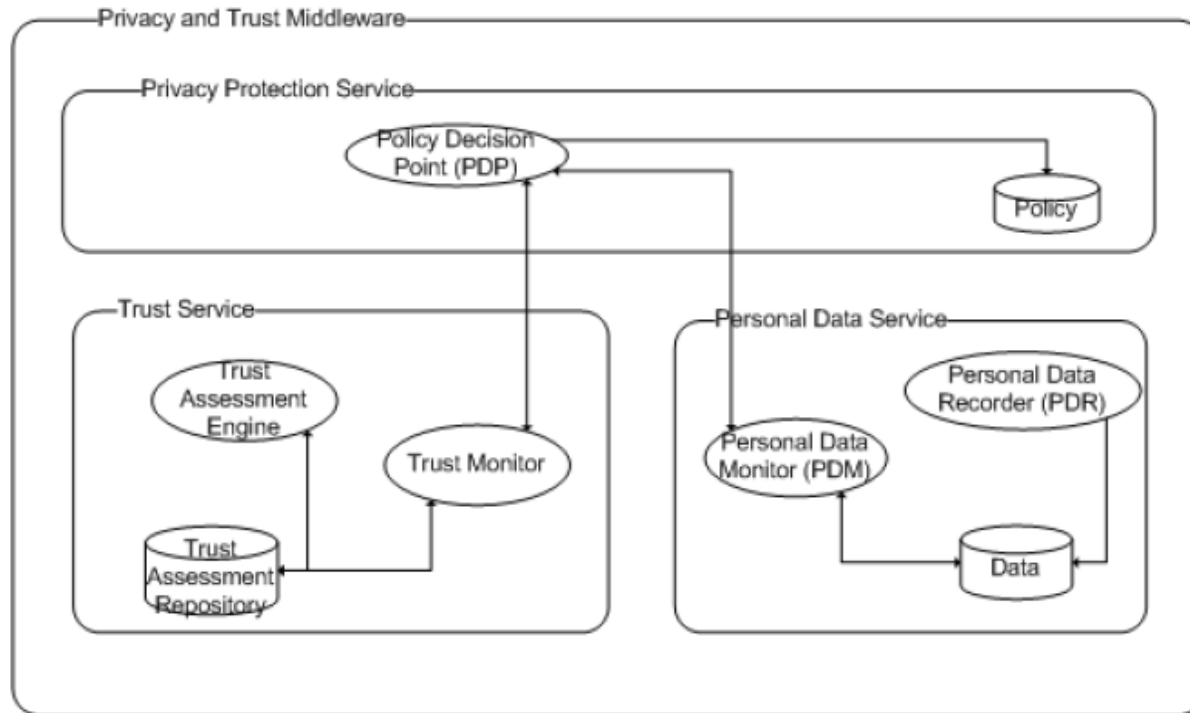 Privacy and Trust Middleware
Privacy Protection Service
Policy Decision
Point (PDP)
Policy
Trust Service
Trust
Assessment
Engine
Trust Monitor
Trust
Assessment
Repository
Personal Data Service
Personal Data
Recorder (PDR)
Personal Data
Monitor (PDM)
Data